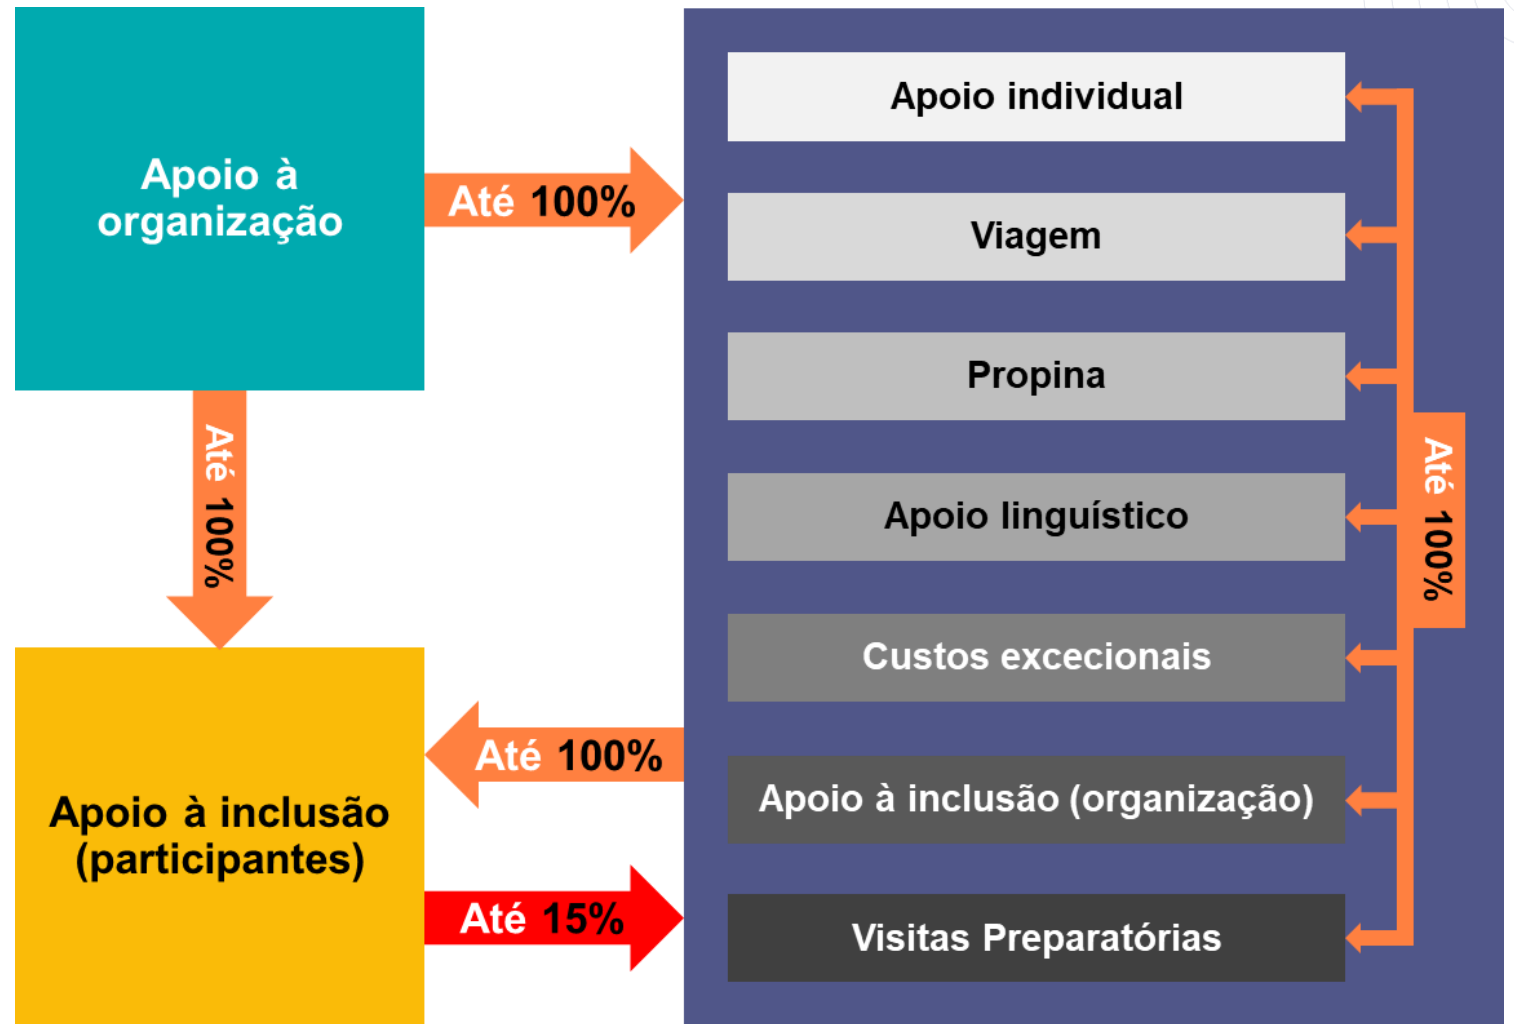 Apoio à
organização
Até 100%
Até 100%
Apoio à inclusão
(participantes)
Até 100%
Até 15%
Apoio individual
Viagem
Propina
Apoio linguístico
Custos excecionais
Apoio à inclusão (organização)
Visitas Preparatórias
Até 100%